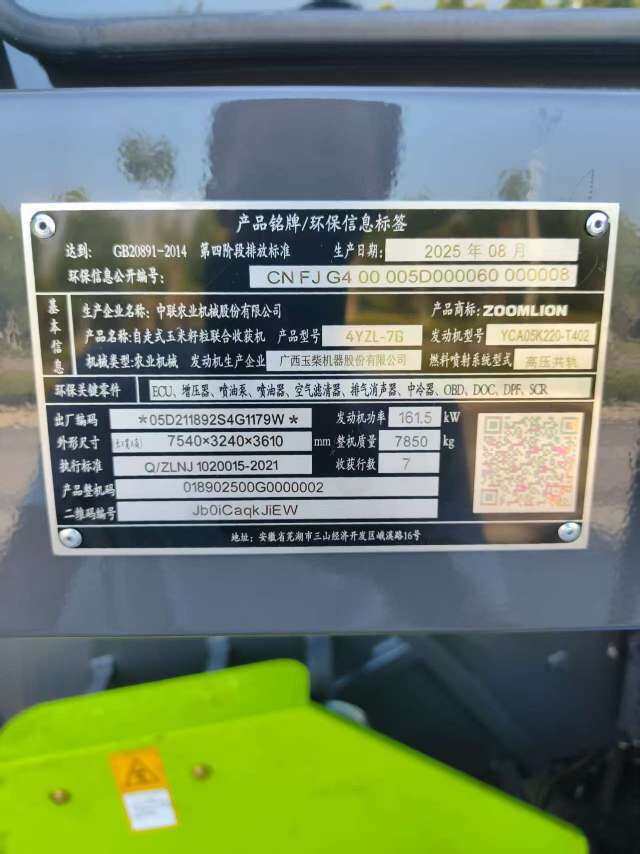 产品铭牌/环保信息标签
达到: GB20891-2014 第四阶段排放标准 生产日期: 2025 年 08 月
环保信息公开编号: CN FJ G4 00 005D000060 000008
基本信息
生产企业名称: 中联农业机械股份有限公司 产品商标: ZOOMLION
产品名称: 自走式玉米籽粒联合收获机 产品型号 4YZL-7B 发动机型号 YCA05K220-T402
机械类型: 农业机械 发动机生产企业 广西玉柴机器股份有限公司 燃料喷射系统型式 高压共轨
环保关键零件 ECU、增压器、喷油泵、喷油器、空气滤清器、排气消声器、中冷器、OBD、DOC、DPF、SCR
出厂编码 *05D211892S4G1179W* 发动机功率 161.5 kW
外形尺寸 (长×宽×高) 7540×3240×3610 mm 整机质量 7850 kg
执行标准 Q/ZLNJ 1020015-2021 收获行数 7
产品整机码 018902500G0000002
二维码编号 Jb0iCaqkJiEW
地址: 安徽省芜湖市三山经济开发区峨溪路16号